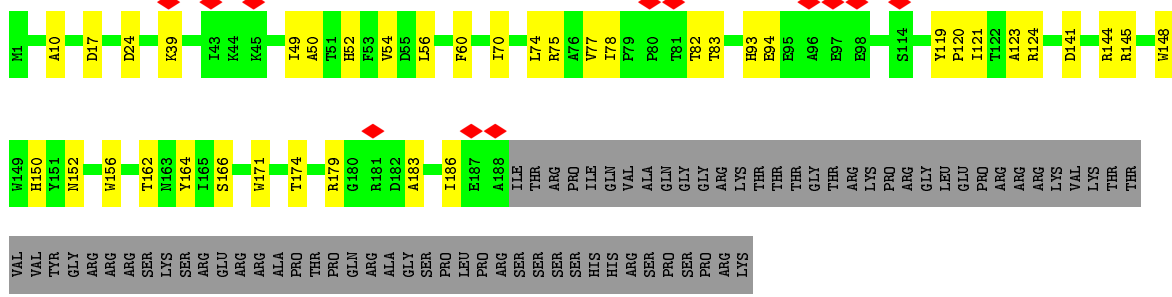 M1 A10 D17 D24 K39 I43 K44 K45 I49 A50 T51 H52 F53 V54 D55 L56 F60 I70 L74 R75 A76 V77 I78 P79 P80 T81 T82 T83 H93 E94 E95 A96 E97 E98 S114 Y119 P120 I121 T122 A123 R124 D141 R144 R145 W148
W149 H150 Y151 N152 W156 T162 N163 Y164 I165 S166 W171 T174 R179 G180 R181 D182 A183 I186 E187 A188 ILE THR ARG PRO ILE GLN VAL ALA GLN GLY GLY ARG LYS THR THR THR GLY THR ARG LYS PRO ARG GLY LEU GLU PRO ARG ARG ARG LYS VAL LYS THR THR
VAL VAL TYR GLY ARG ARG ARG SER LYS SER ARG GLU ARG ARG ALA PRO THR PRO GLN ARG ALA GLY SER PRO LEU PRO ARG SER SER SER SER HIS HIS ARG SER PRO SER PRO ARG LYS